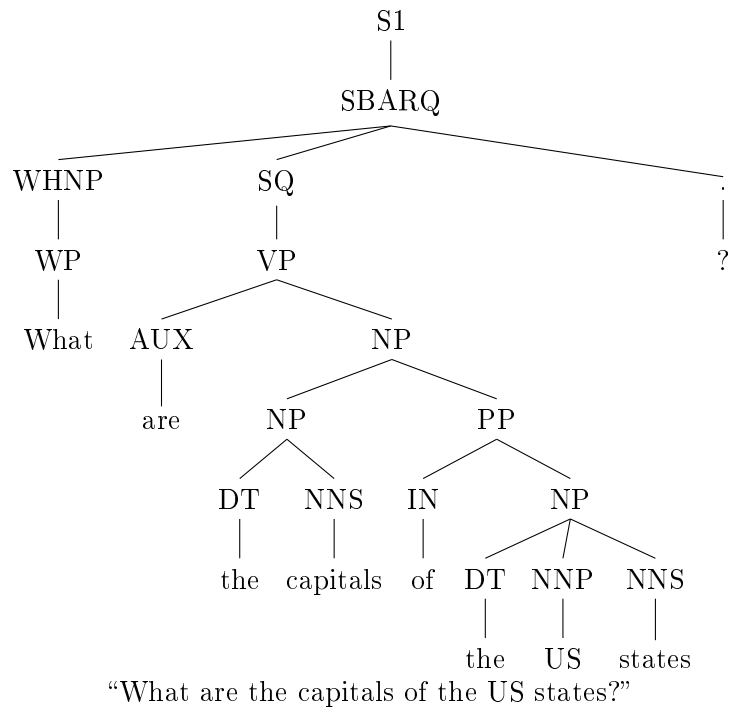 S1
SBARQ
WHNP SQ .
WP VP ?
What AUX NP
are NP PP
DT NNS IN NP
the capitals of DT NNP NNS
the US states
“What are the capitals of the US states?”